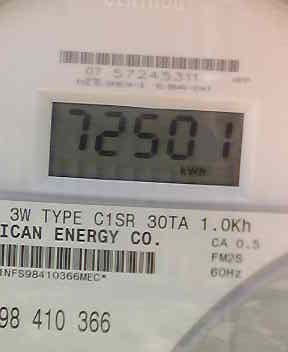 07 57245311
72501
kWh
3W TYPE C1SR 30TA 1.0Kh
ICAN ENERGY CO.
CA 0.5
FM2S
60Hz
1NFS98410366MEC*
98 410 366